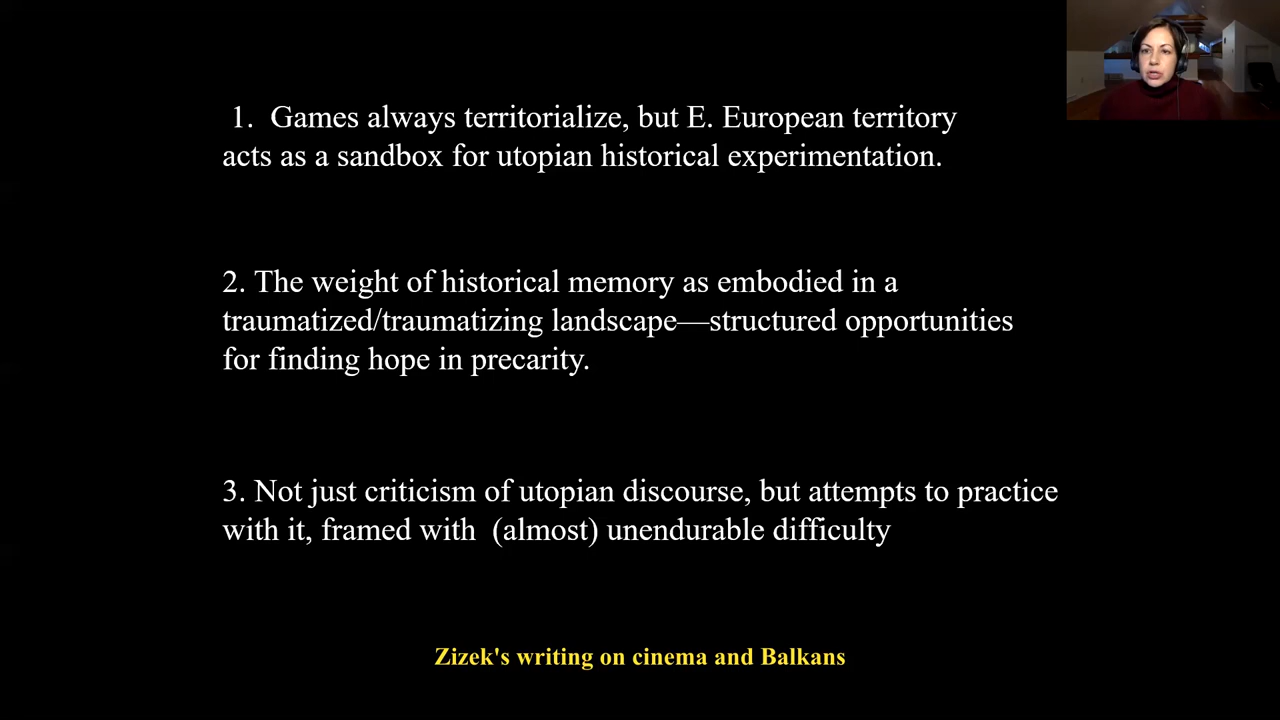 1.  Games always territorialize, but E. European territory
acts as a sandbox for utopian historical experimentation.
2. The weight of historical memory as embodied in a
traumatized/traumatizing landscape—structured opportunities
for finding hope in precarity.
3. Not just criticism of utopian discourse, but attempts to practice
with it, framed with  (almost) unendurable difficulty
Zizek's writing on cinema and Balkans